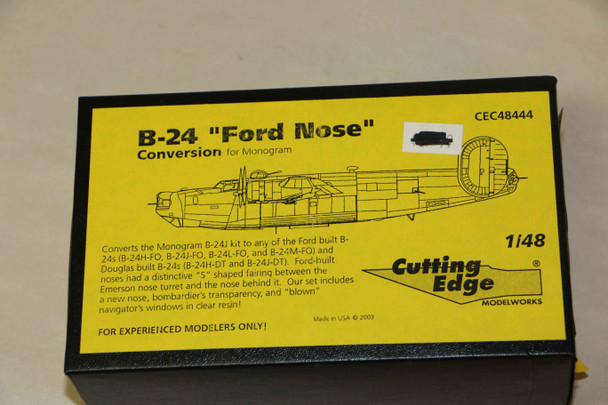 CEC48444
B-24 "Ford Nose"
Conversion for Monogram
Converts the Monogram B-24J kit to any of the Ford built B-
24s (B-24H-FO, B-24J-FO, B-24L-FO, and B-24M-FO) and
Douglas built B-24s (B-24H-DT and B-24J-DT). Ford-built
noses had a distinctive "S" shaped fairing between the
Emerson nose turret and the nose behind it. Our set includes
a new nose, bombardier's transparency, and "blown"
navigator's windows in clear resin!
FOR EXPERIENCED MODELERS ONLY!
Made in USA © 2003
1/48
Cutting
Edge ®
MODELWORKS